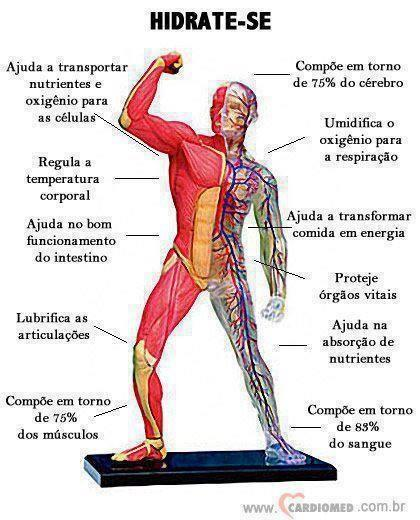 HIDRATE-SE
Ajuda a transportar
nutrientes e
oxigênio para
as células
Compõe em torno
de 75% do cérebro
Umidifica o
oxigênio para
a respiração
Regula a
temperatura
corporal
Ajuda a transformar
comida em energia
Ajuda no bom
funcionamento
do intestino
Proteje
órgãos vitais
Lubrifica as
articulações
Ajuda na
absorção de
nutrientes
Compõe em torno
de 75%
dos músculos
Compõe em torno
de 83%
do sangue
www.CARDIOMED.com.br